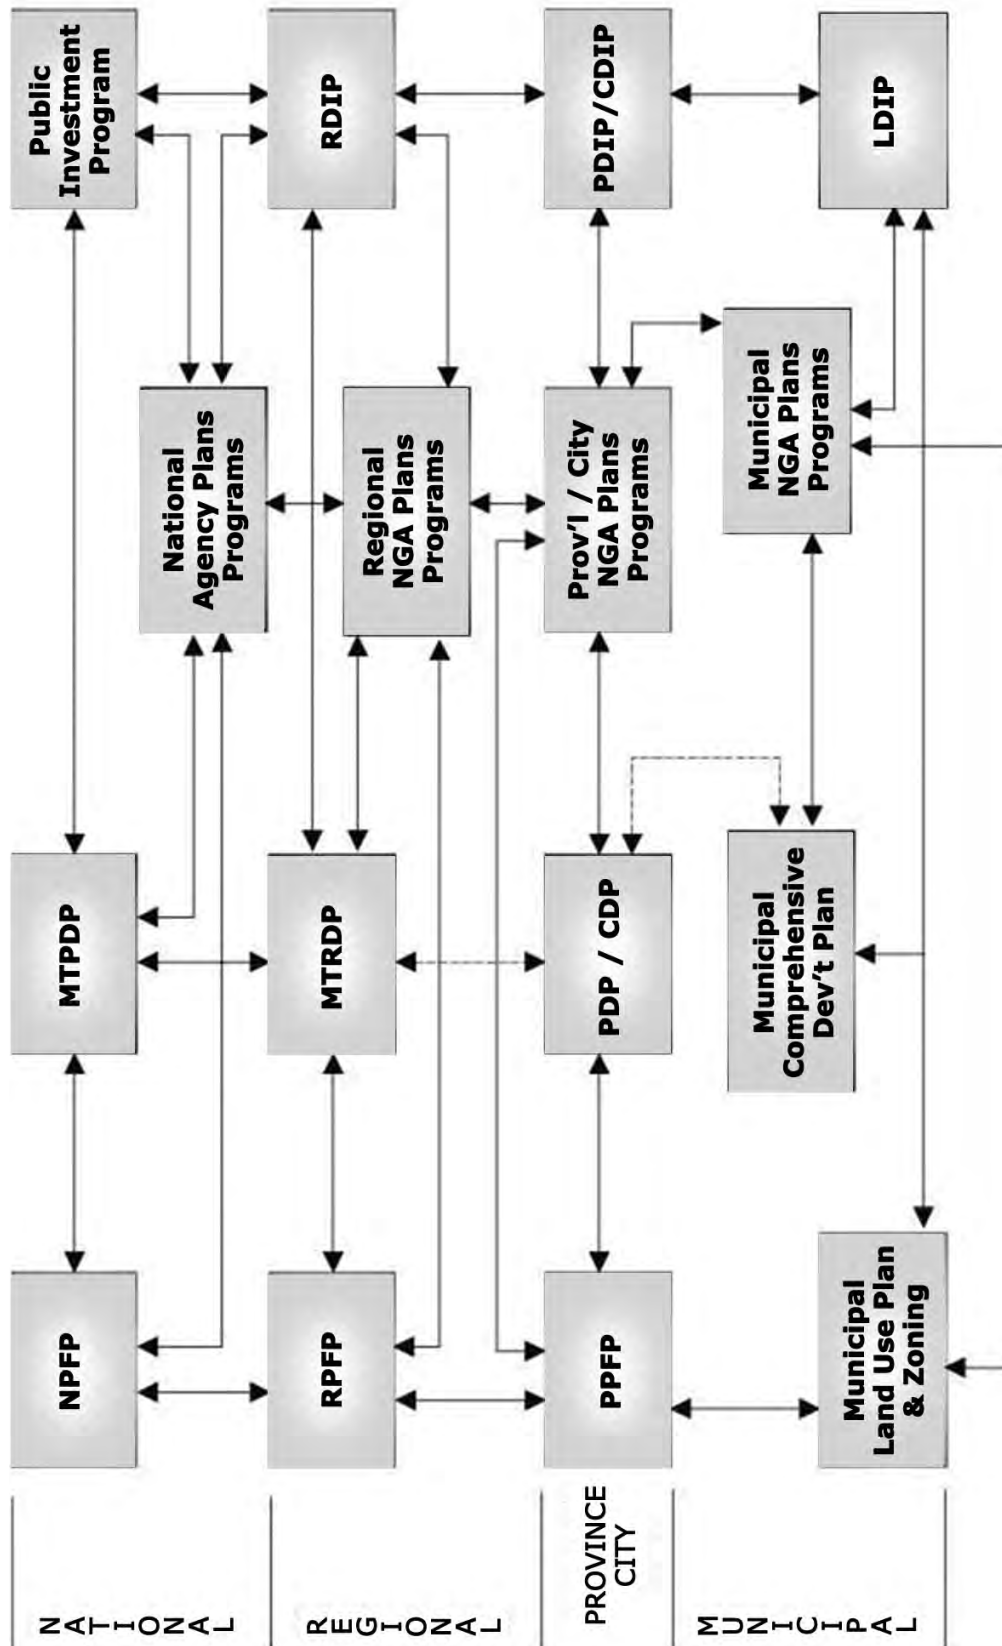 NATIONAL
NPFP
MTPDP
National
Agency Plans
Programs
Public
Investment
Program
REGIONAL
RPFP
MTRDP
Regional
NGA Plans
Programs
RDIP
PROVINCE
CITY
PPFP
PDP / CDP
Prov'l / City
NGA Plans
Programs
PDIP/CDIP
MUNICIPAL
Municipal
Land Use Plan
& Zoning
Municipal
Comprehensive
Dev't Plan
Municipal
NGA Plans
Programs
LDIP